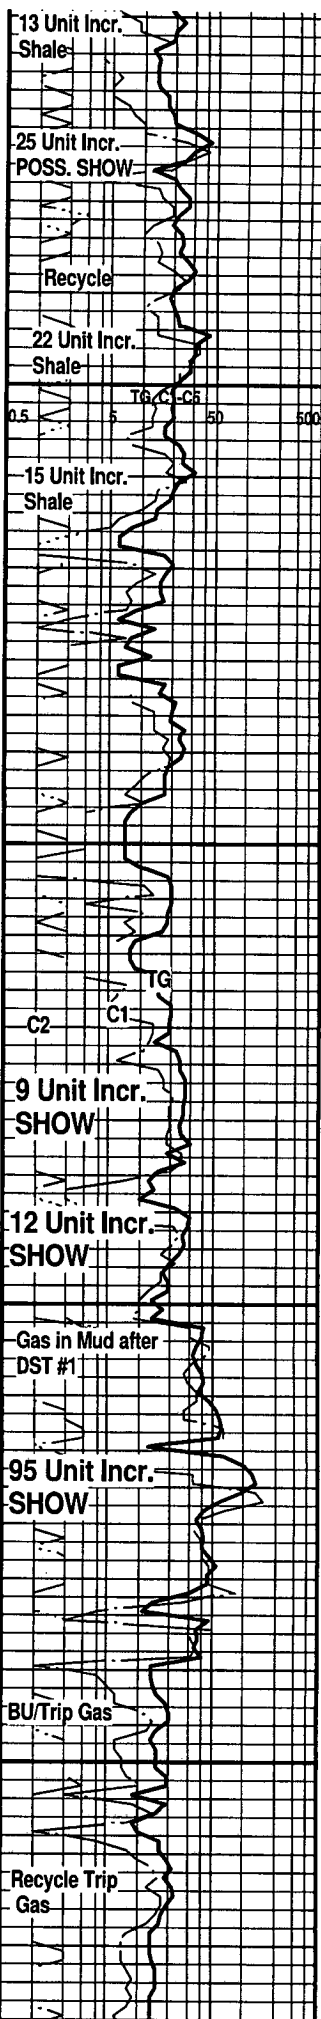 13 Unit Incr.
Shale
25 Unit Incr.
POSS. SHOW
Recycle
22 Unit Incr.
Shale
TG, C1-C5
0.5 5 50 500
15 Unit Incr.
Shale
TG
C1
C2
9 Unit Incr.
SHOW
12 Unit Incr.
SHOW
Gas in Mud after
DST #1
95 Unit Incr.
SHOW
BU/Trip Gas
Recycle Trip
Gas